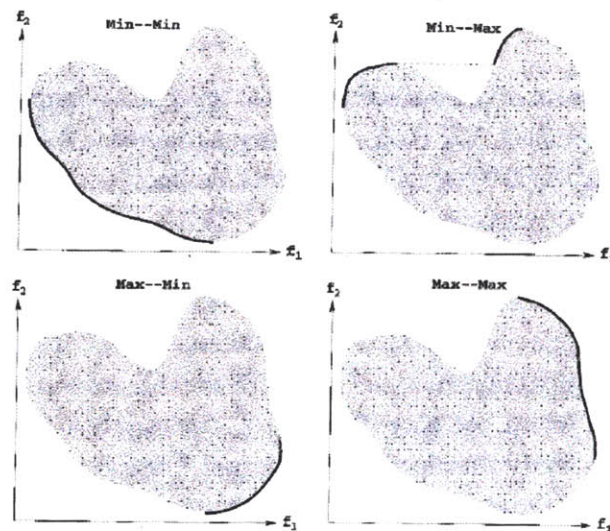 f2 Min--Min
f1
f2 Min--Max
f
f2 Max--Min
f1
f2 Max--Max
f1